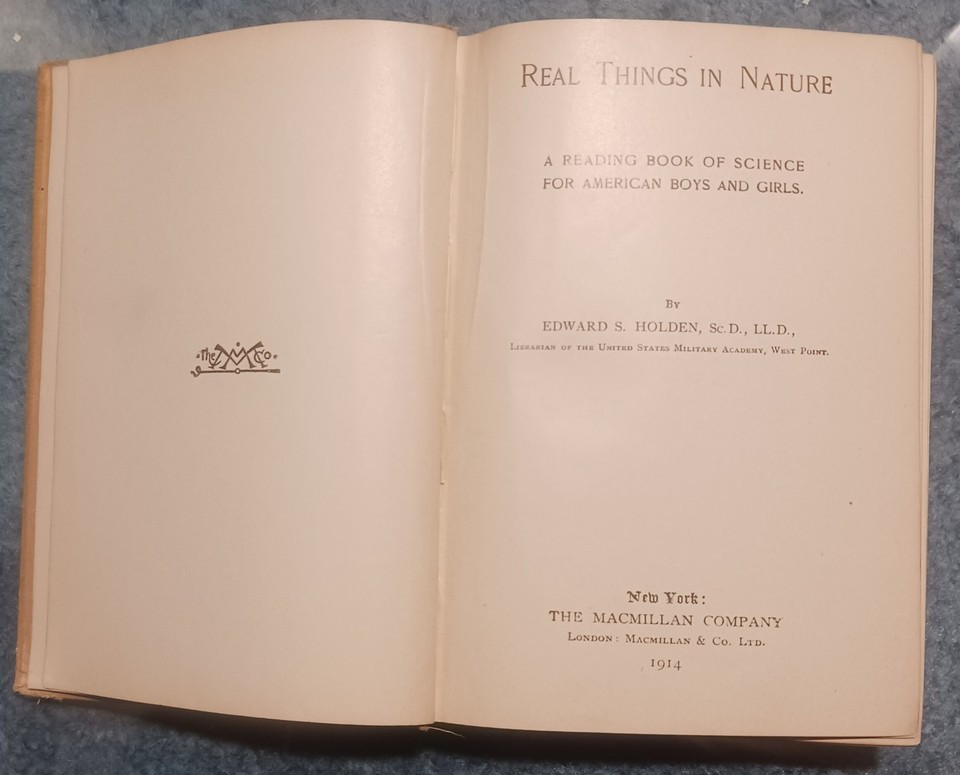 The MM Co.
REAL THINGS IN NATURE
A READING BOOK OF SCIENCE
FOR AMERICAN BOYS AND GIRLS.
BY
EDWARD S. HOLDEN, Sc.D., LL.D.,
LIBRARIAN OF THE UNITED STATES MILITARY ACADEMY, WEST POINT.
New York:
THE MACMILLAN COMPANY
LONDON: MACMILLAN & CO. LTD.
1914